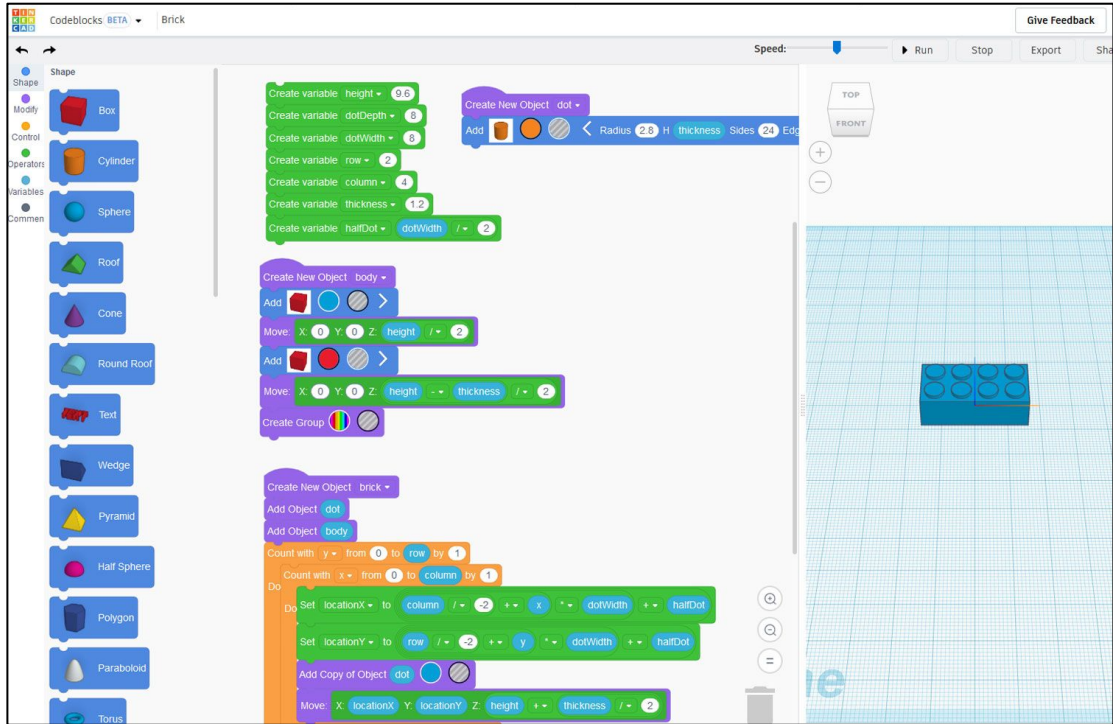 TIN
KER
CAD
Codeblocks BETA
Brick
Give Feedback
Speed:
Run
Stop
Export
Sha
Shape
Modify
Control
Operators
Variables
Commen
Shape
Box
Cylinder
Sphere
Roof
Cone
Round Roof
Text
Wedge
Pyramid
Half Sphere
Polygon
Paraboloid
Torus
Create variable height 9.6
Create variable dotDepth 8
Create variable dotWidth 8
Create variable row 2
Create variable column 4
Create variable thickness 1.2
Create variable halfDot dotWidth / 2
Create New Object dot
Add Radius 2.8 H thickness Sides 24 Edg
Create New Object body
Add
Move: X: 0 Y: 0 Z: height / 2
Add
Move: X: 0 Y: 0 Z: height - thickness / 2
Create Group
Create New Object brick
Add Object dot
Add Object body
Count with y from 0 to row by 1
Do
Count with x from 0 to column by 1
Do
Set locationX to column / -2 + x * dotWidth + halfDot
Set locationY to row / -2 + y * dotWidth + halfDot
Add Copy of Object dot
Move: X: locationX Y: locationY Z: height + thickness / 2
TOP
FRONT
ne